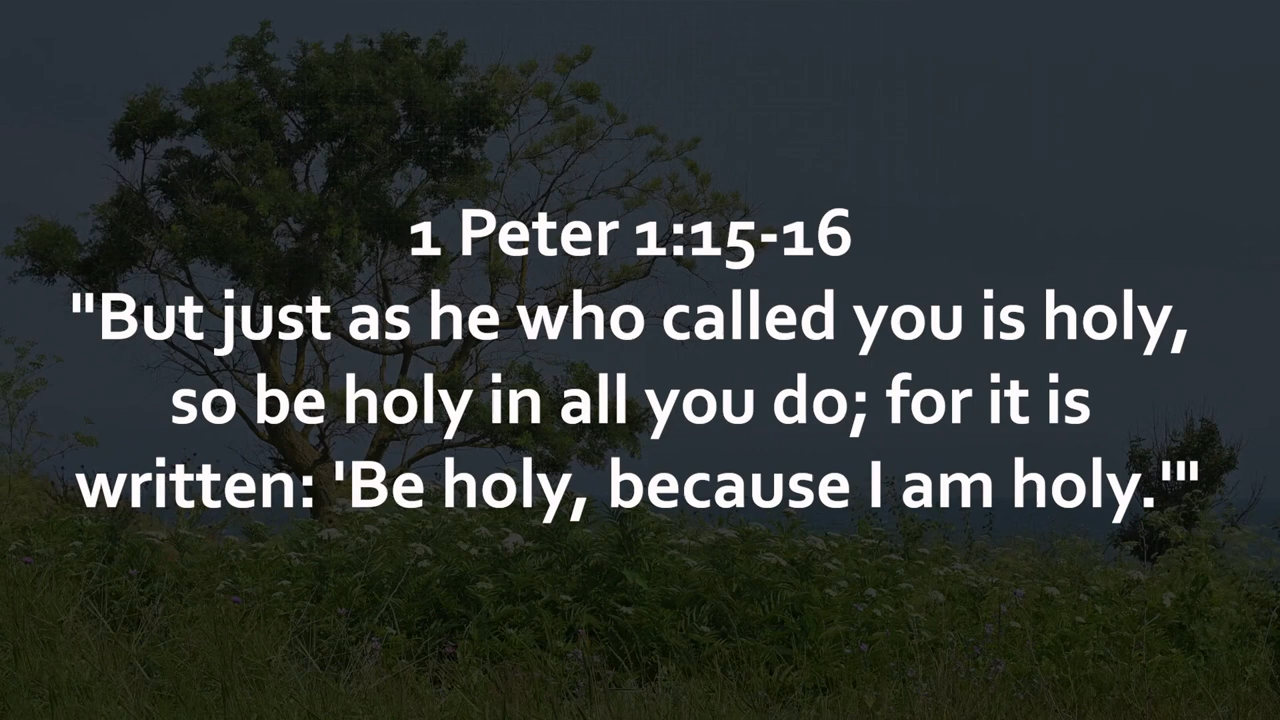 1 Peter 1:15-16
"But just as he who called you is holy,
so be holy in all you do; for it is
written: 'Be holy, because I am holy.'"